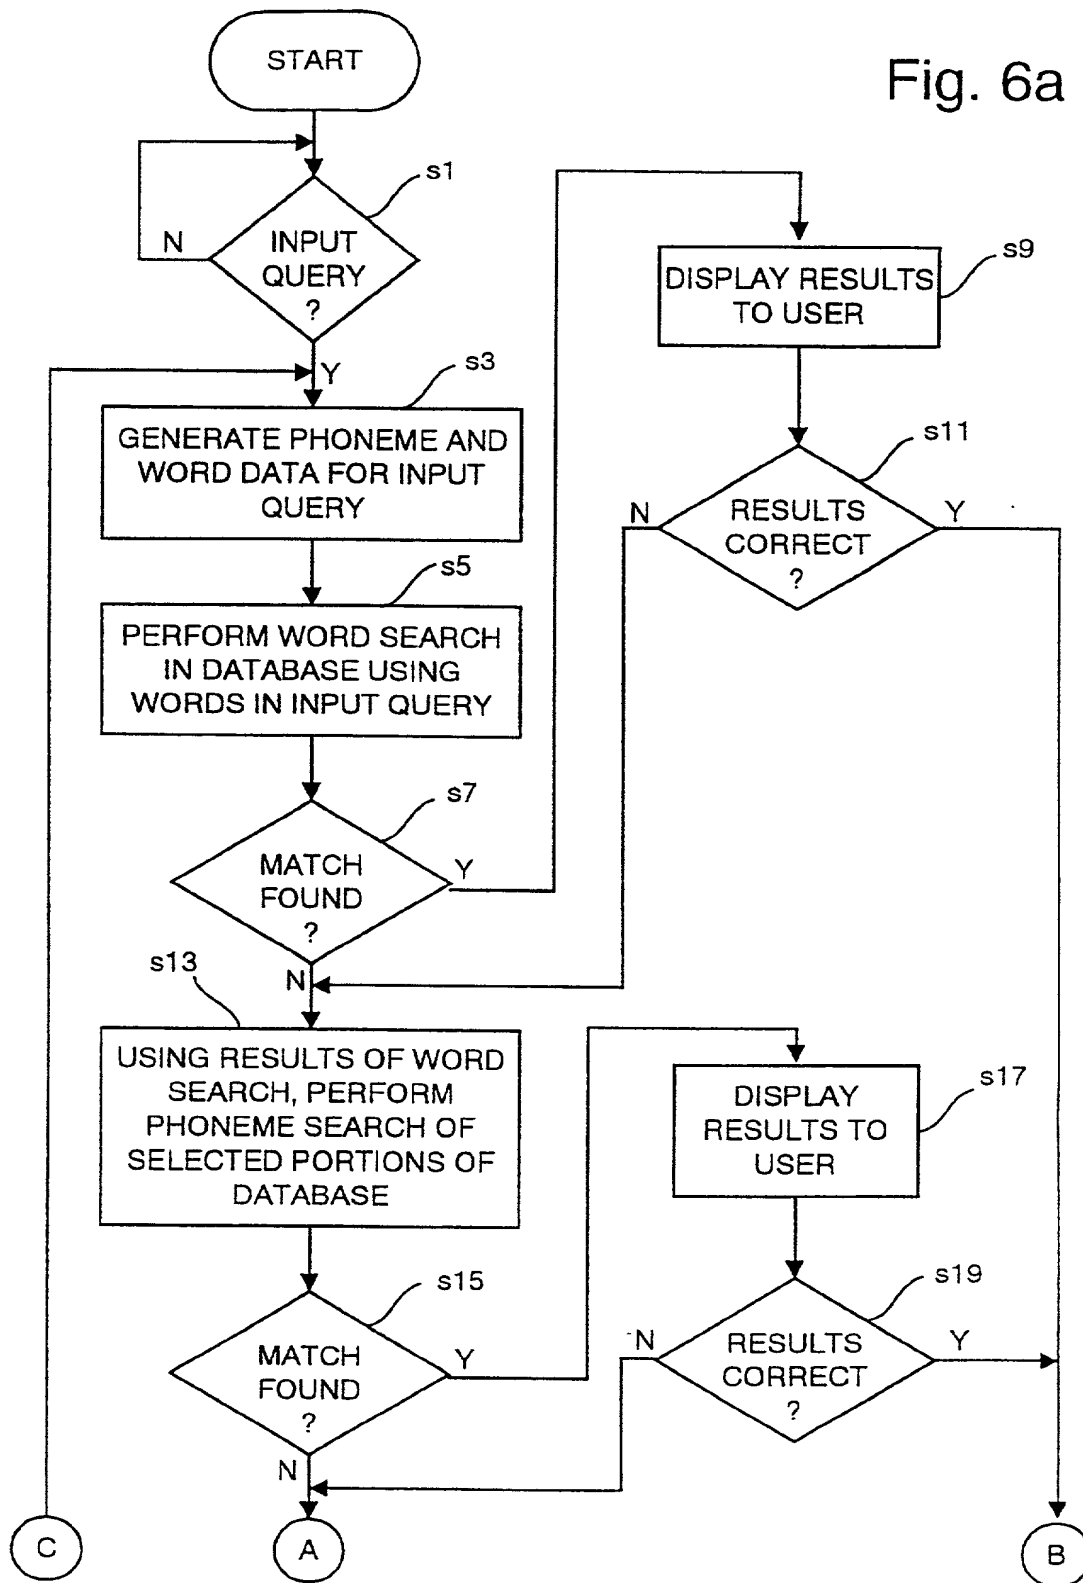 START
Fig. 6a
s1
N
INPUT
QUERY
?
Y
s3
GENERATE PHONEME AND
WORD DATA FOR INPUT
QUERY
s5
PERFORM WORD SEARCH
IN DATABASE USING
WORDS IN INPUT QUERY
s7
MATCH
FOUND
?
Y
N
s9
DISPLAY RESULTS
TO USER
s11
N
RESULTS
CORRECT
?
Y
s13
USING RESULTS OF WORD
SEARCH, PERFORM
PHONEME SEARCH OF
SELECTED PORTIONS OF
DATABASE
s15
MATCH
FOUND
?
Y
N
s17
DISPLAY
RESULTS TO
USER
s19
N
RESULTS
CORRECT
?
Y
C
A
B